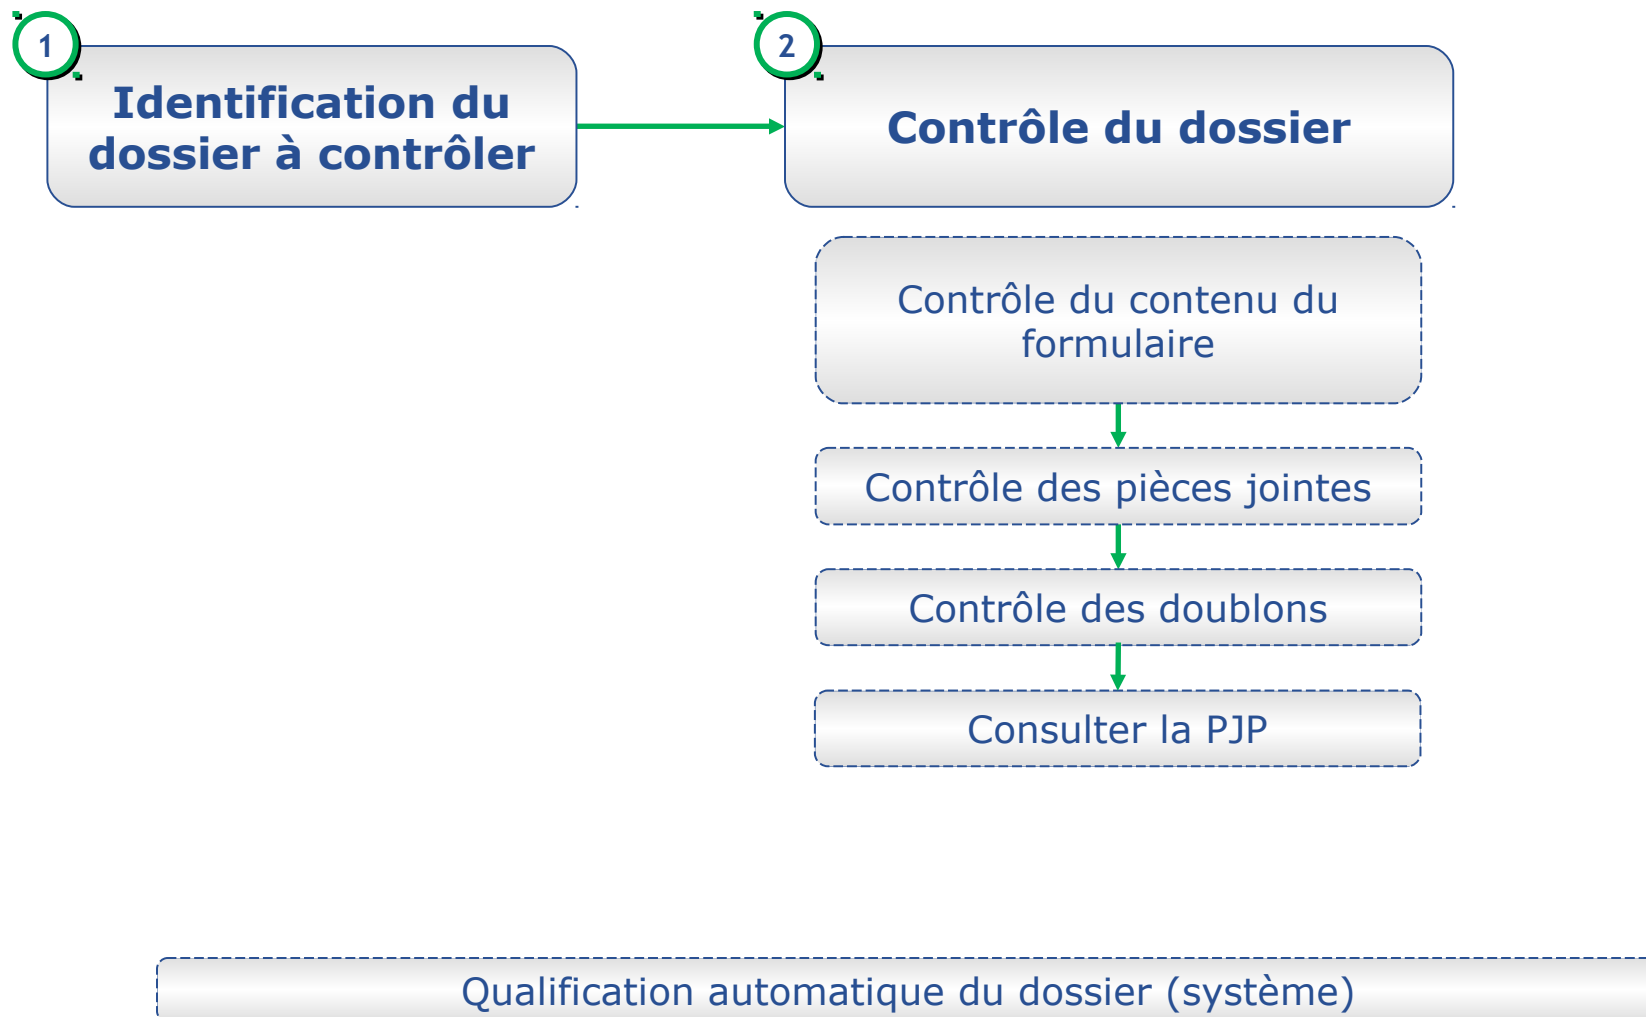 1
Identification du
dossier à contrôler
2
Contrôle du dossier
Contrôle du contenu du
formulaire
Contrôle des pièces jointes
Contrôle des doublons
Consulter la PJP
Qualification automatique du dossier (système)